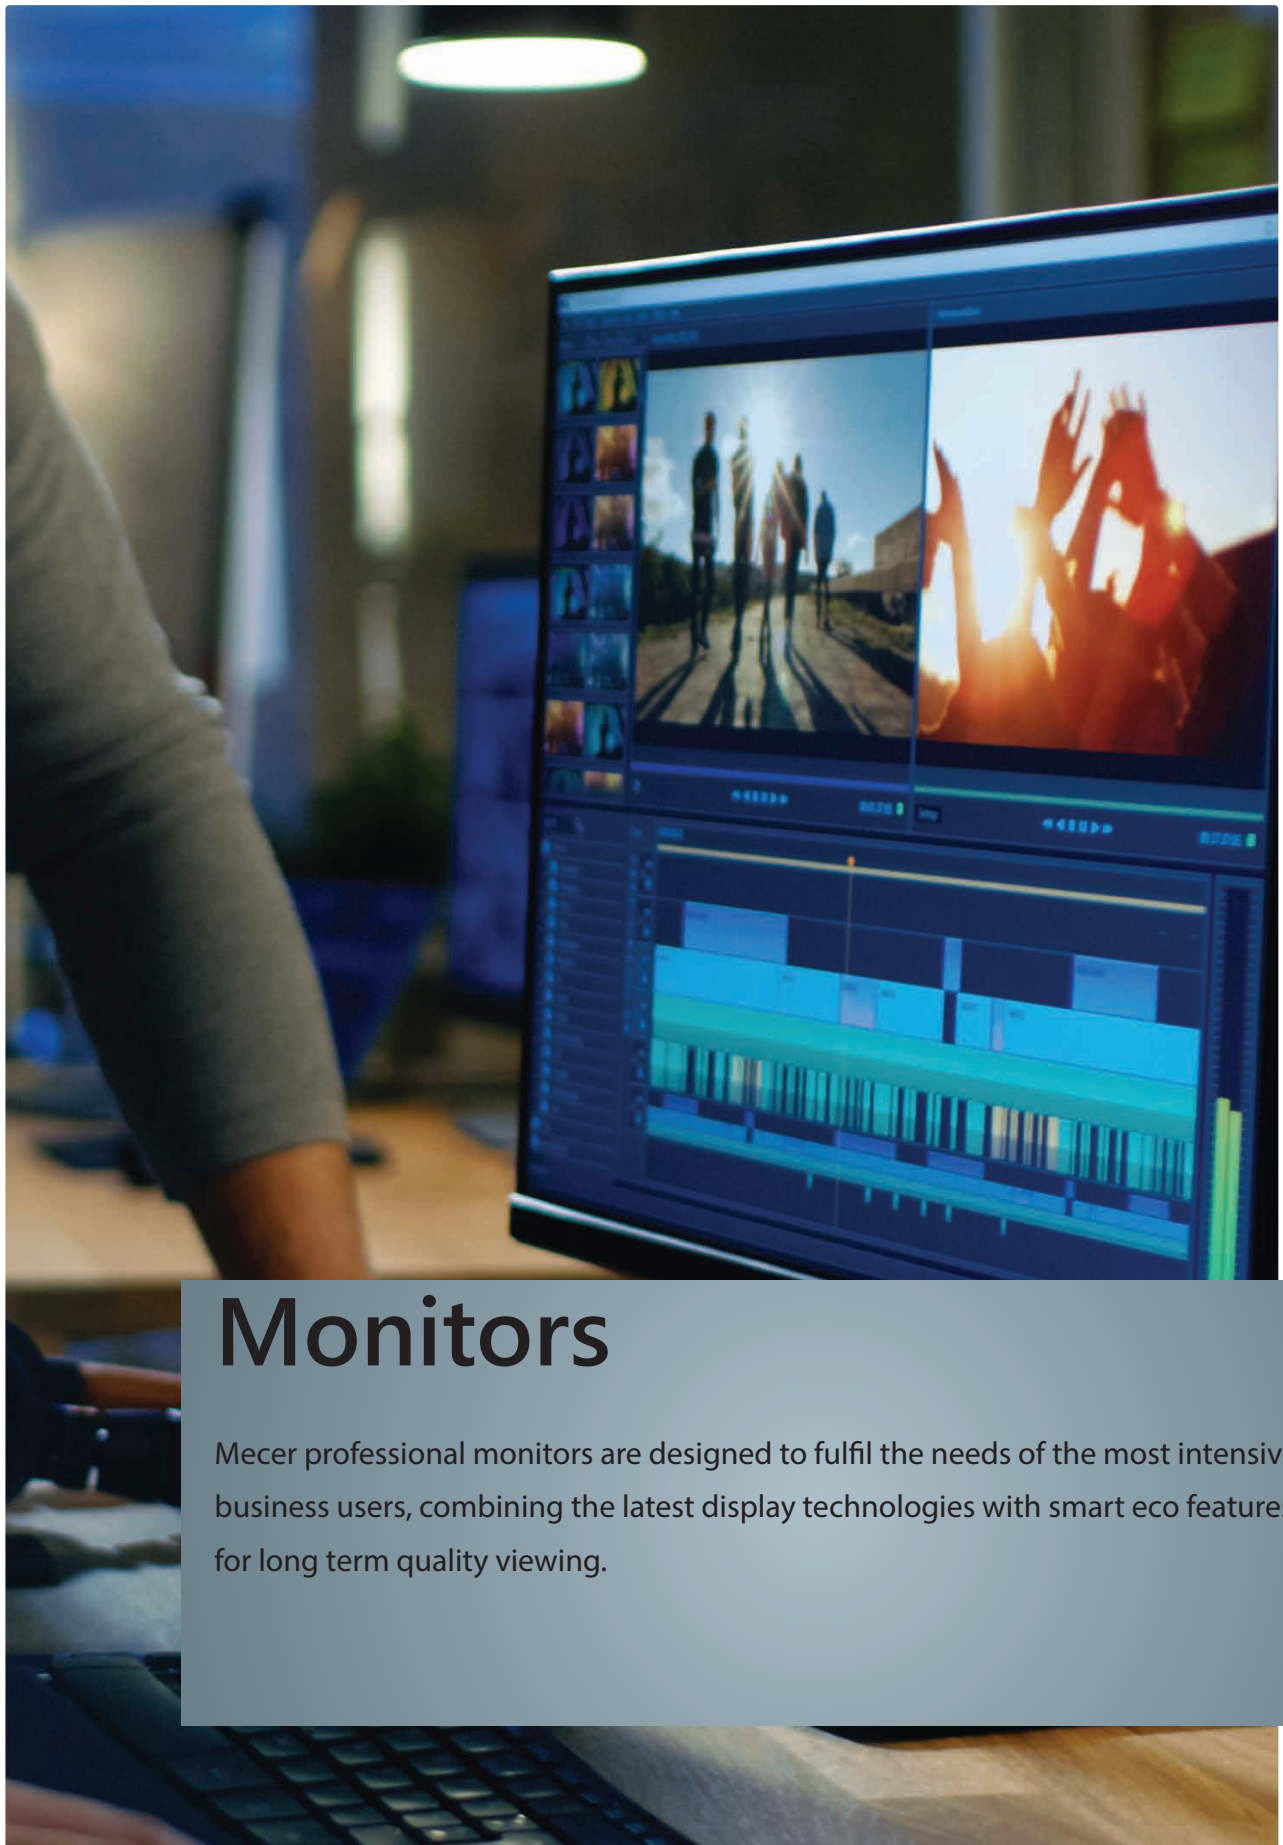 Monitors
Mecer professional monitors are designed to fulfil the needs of the most intensiv
business users, combining the latest display technologies with smart eco feature
for long term quality viewing.